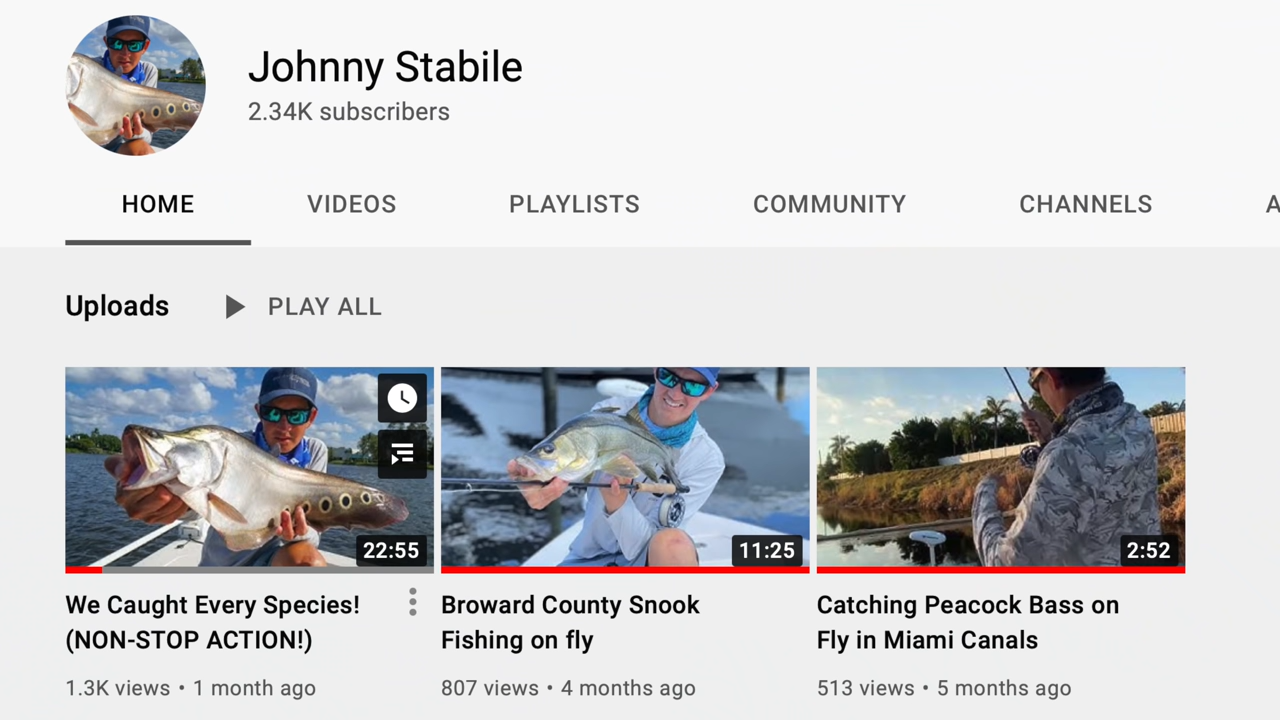 Johnny Stabile
2.34K subscribers
HOME VIDEOS PLAYLISTS COMMUNITY CHANNELS A
Uploads PLAY ALL
22:55 11:25 2:52
We Caught Every Species!
(NON-STOP ACTION!)
1.3K views • 1 month ago
Broward County Snook
Fishing on fly
807 views • 4 months ago
Catching Peacock Bass on
Fly in Miami Canals
513 views • 5 months ago